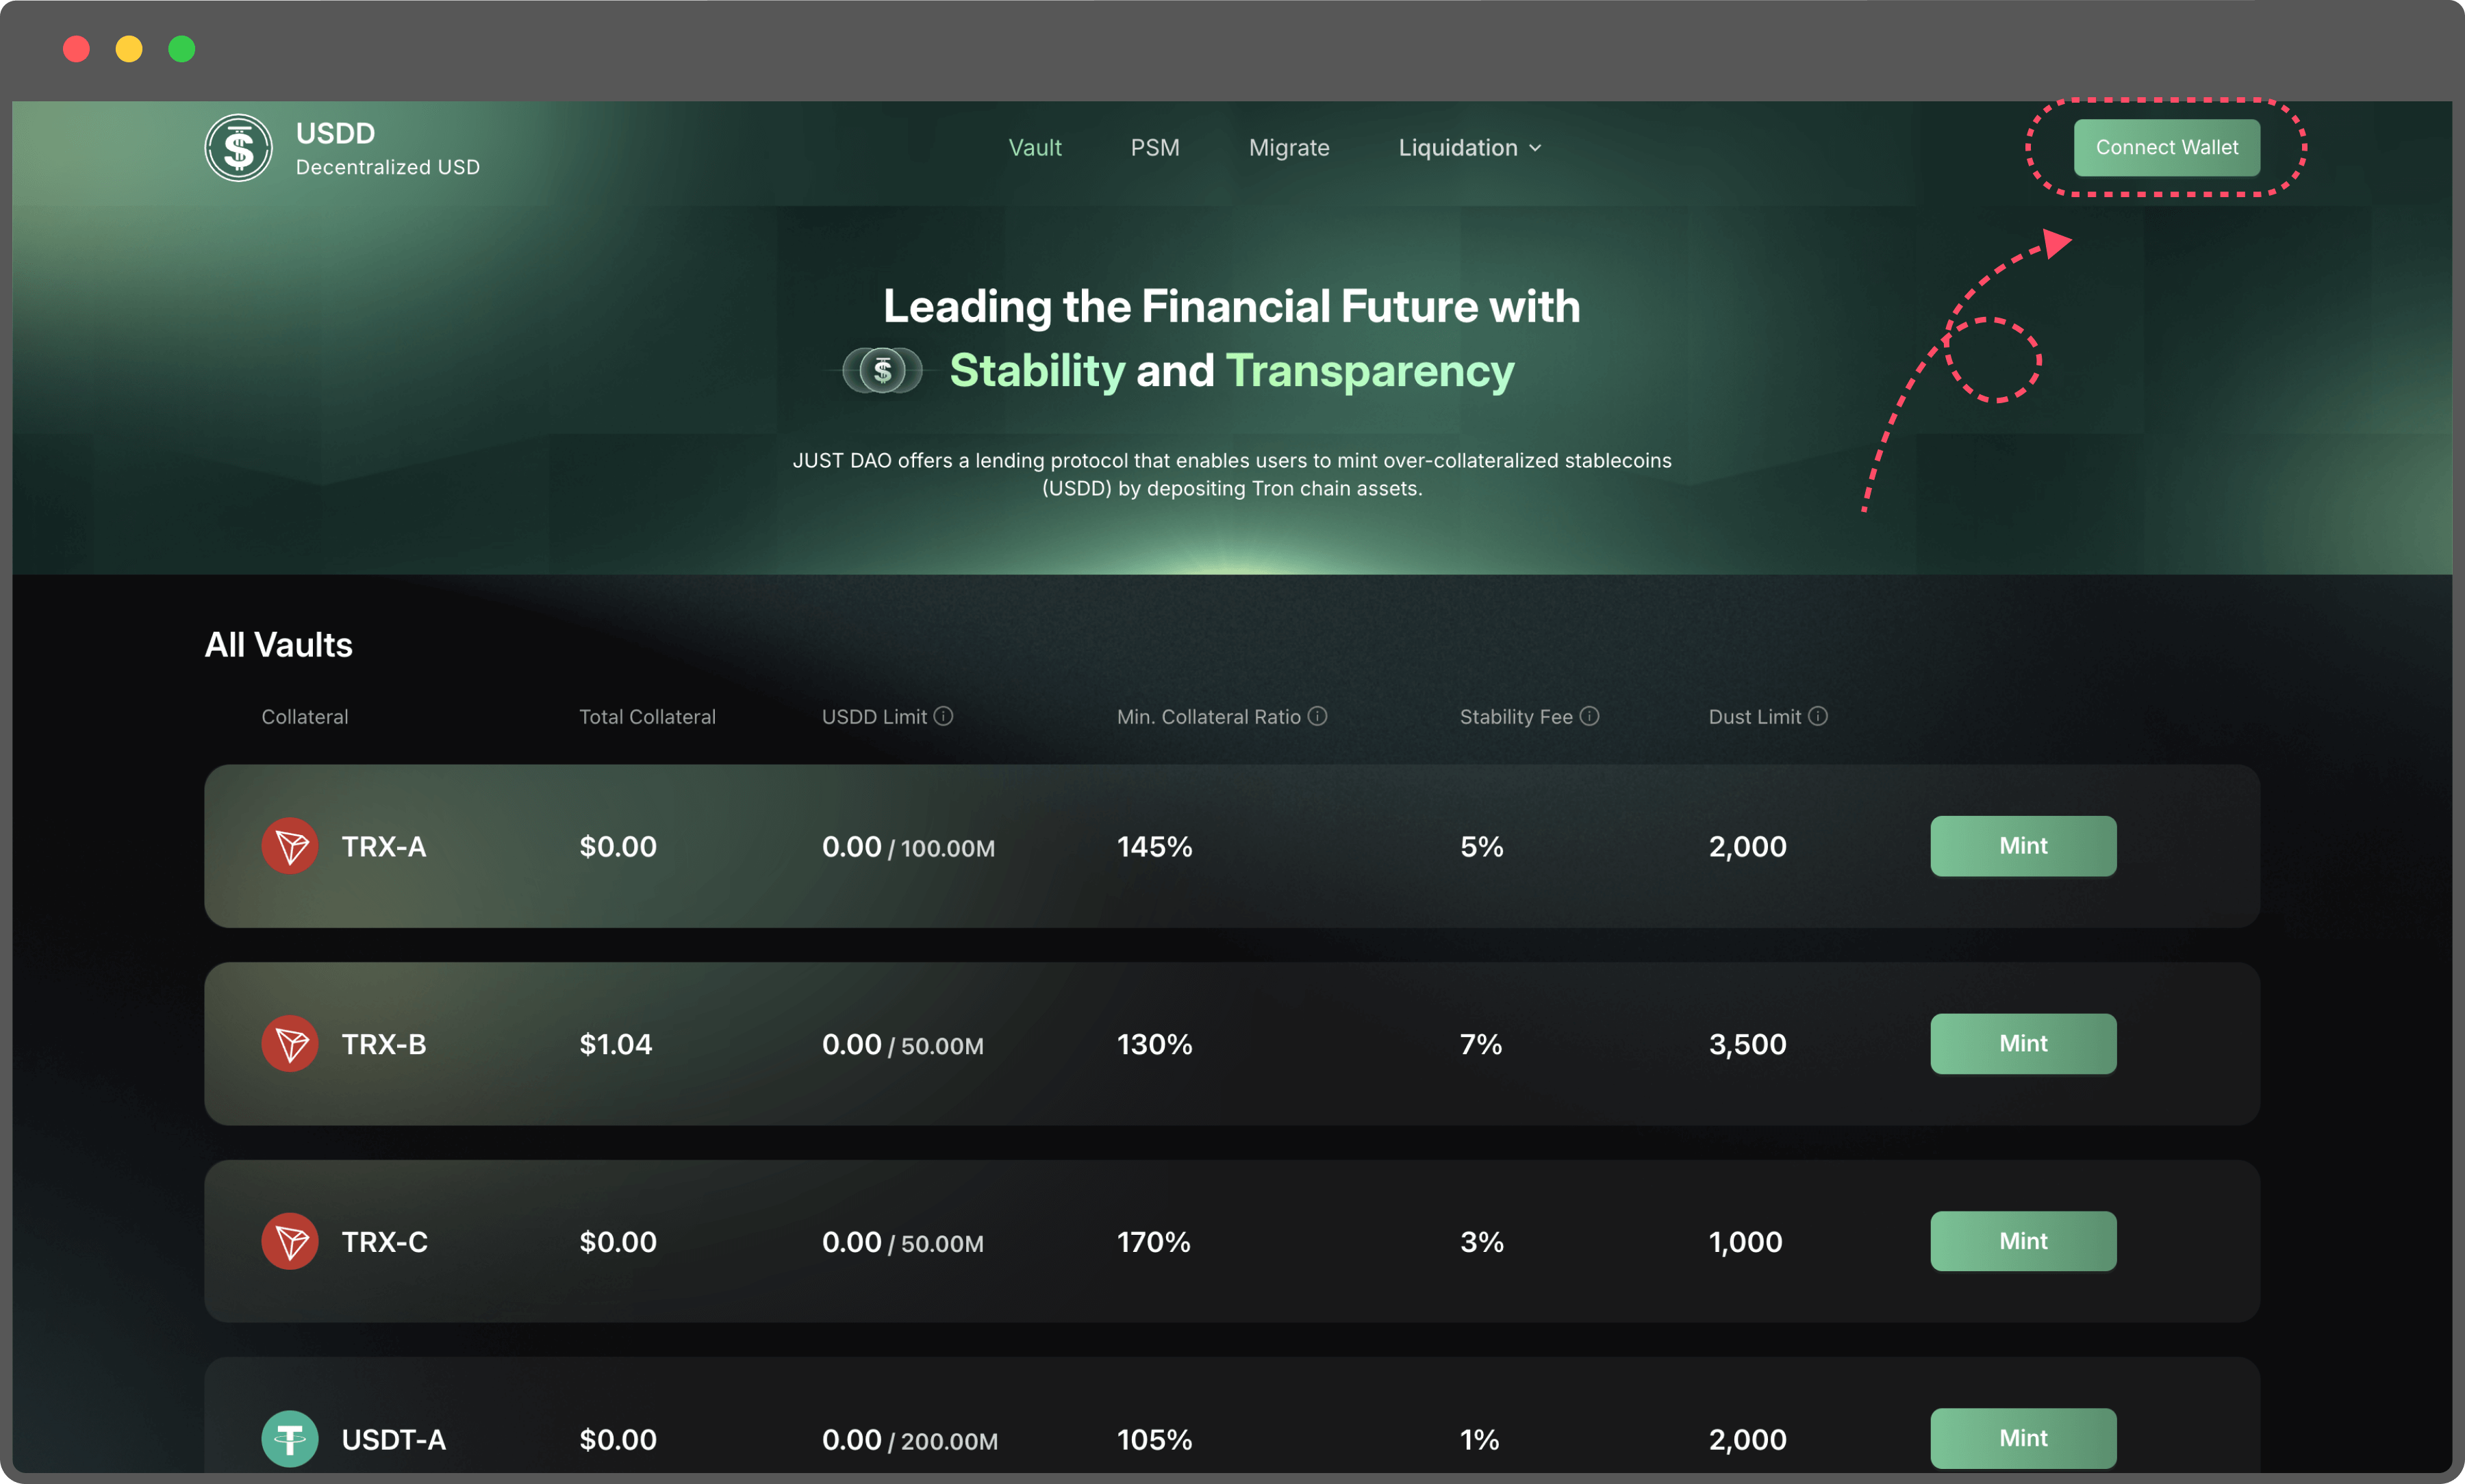 USDD
Decentralized USD
Vault
PSM
Migrate
Liquidation
Connect Wallet
Leading the Financial Future with
Stability and Transparency
JUST DAO offers a lending protocol that enables users to mint over-collateralized stablecoins
(USDD) by depositing Tron chain assets.
All Vaults
Collateral Total Collateral USDD Limit Min. Collateral Ratio Stability Fee Dust Limit
TRX-A $0.00 0.00 / 100.00M 145% 5% 2,000 Mint
TRX-B $1.04 0.00 / 50.00M 130% 7% 3,500 Mint
TRX-C $0.00 0.00 / 50.00M 170% 3% 1,000 Mint
USDT-A $0.00 0.00 / 200.00M 105% 1% 2,000 Mint